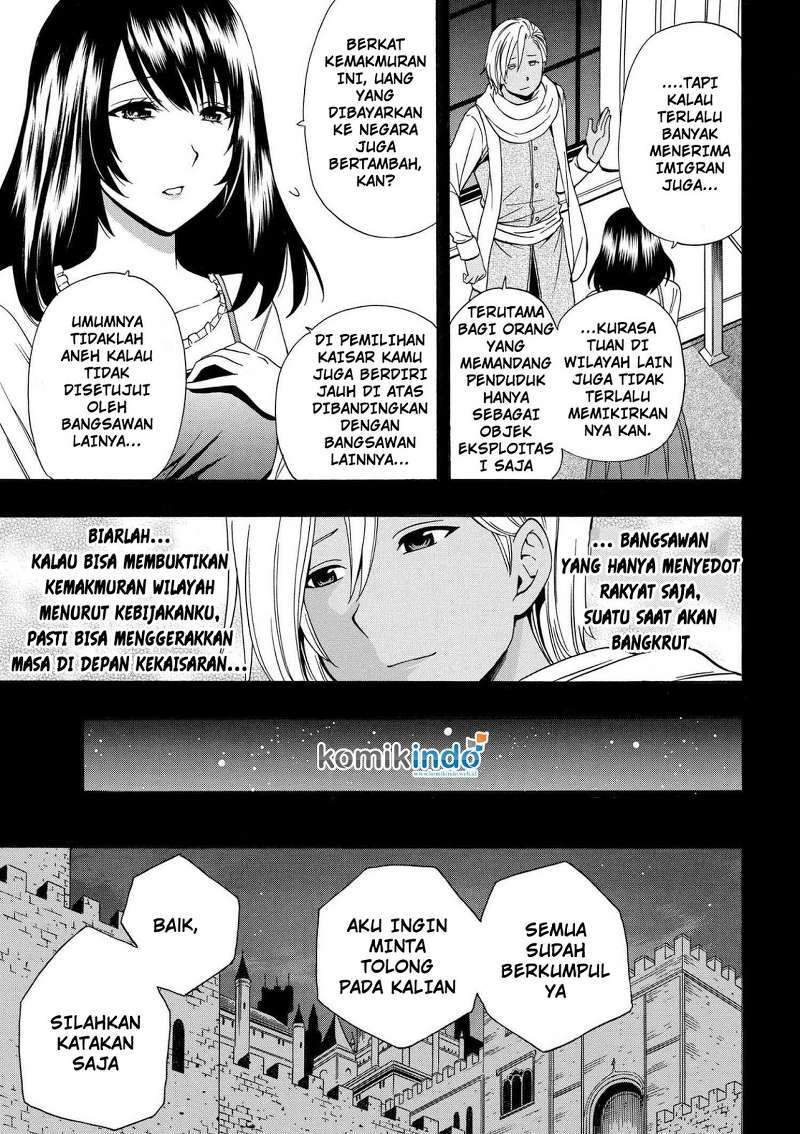 ....TAPI
KALAU
TERLALU
BANYAK
MENERIMA
IMIGRAN
JUGA...
...KURASA
TUAN DI
WILAYAH LAIN
JUGA TIDAK
TERLALU
MEMIKIRKAN
NYA KAN.
TERUTAMA
BAGI ORANG
YANG
MEMANDANG
PENDUDUK
HANYA
SEBAGAI
OBJEK
EKSPLOITAS
I SAJA
BERKAT
KEMAKMURAN
INI, UANG
YANG
DIBAYARKAN
KE NEGARA
JUGA
BERTAMBAH,
KAN?
DI PEMILIHAN
KAISAR KAMU
JUGA BERDIRI
JAUH DI ATAS
DIBANDINGKAN
DENGAN
BANGSAWAN
LAINNYA...
UMUMNYA
TIDAKLAH
ANEH KALAU
TIDAK
DISETUJUI
OLEH
BANGSAWAN
LAINNYA...
... BANGSAWAN
YANG HANYA MENYEDOT
RAKYAT SAJA,
SUATU SAAT AKAN
BANGKRUT
BIARLAH...
KALAU BISA MEMBUKTIKAN
KEMAKMURAN WILAYAH
MENURUT KEBIJAKANKU,
PASTI BISA MENGGERAKKAN
MASA DI DEPAN KEKAISARAN...
komikindo
www.komikindo.web.id
SEMUA
SUDAH
BERKUMPUL
YA
AKU INGIN
MINTA
TOLONG
PADA KALIAN
BAIK,
SILAHKAN
KATAKAN
SAJA